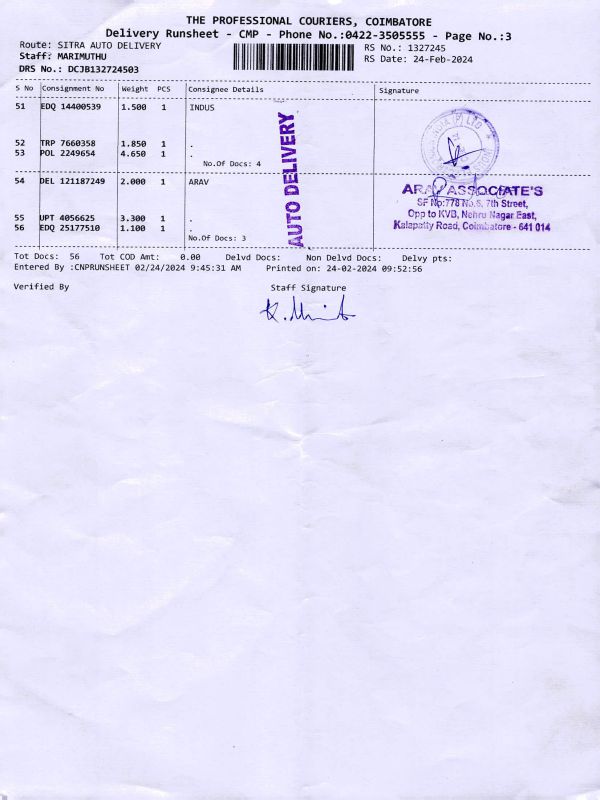 THE PROFESSIONAL COURIERS, COIMBATORE
Delivery Runsheet - CMP - Phone No.:0422-3505555 - Page No.:3
Route: SITRA AUTO DELIVERY
RS No.: 1327245
Staff: MARIMUTHU
RS Date: 24-Feb-2024
DRS No.: DCJB132724503
S No Consignment No Weight PCS Consignee Details Signature
51 EDQ 14400539 1.500 1 INDUS
52 TRP 7660358 1.850 1 .
53 POL 2249654 4.650 1 .
No.Of Docs: 4
AUTO DELIVERY
54 DEL 121187249 2.000 1 ARAV
ARAV ASSOCIATE'S
SF No:778 No.6, 7th Street,
Opp to KVB, Nehru Nagar East,
Kalapatty Road, Coimbatore - 641 014
55 UPT 4056625 3.300 1 .
56 EDQ 25177510 1.100 1 .
No.Of Docs: 3
Tot Docs: 56 Tot COD Amt: 0.00 Delvd Docs: Non Delvd Docs: Delvy pts:
Entered By :CNPRUNSHEET 02/24/2024 9:45:31 AM Printed on: 24-02-2024 09:52:56
Verified By
Staff Signature